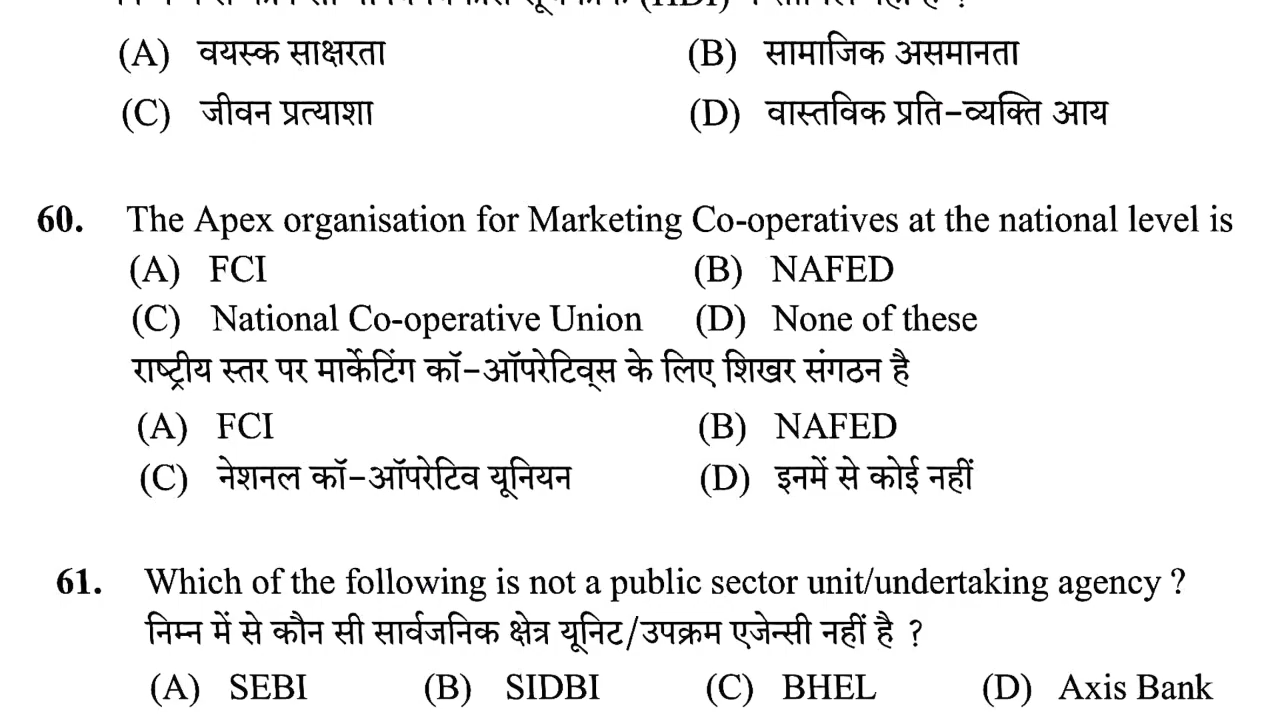 (A) वयस्क साक्षरता (B) सामाजिक असमानता
(C) जीवन प्रत्याशा (D) वास्तविक प्रति-व्यक्ति आय
60. The Apex organisation for Marketing Co-operatives at the national level is
(A) FCI (B) NAFED
(C) National Co-operative Union (D) None of these
राष्ट्रीय स्तर पर मार्केटिंग कॉ-ऑपरेटिव्स के लिए शिखर संगठन है
(A) FCI (B) NAFED
(C) नेशनल कॉ-ऑपरेटिव यूनियन (D) इनमें से कोई नहीं
61. Which of the following is not a public sector unit/undertaking agency ?
निम्न में से कौन सी सार्वजनिक क्षेत्र यूनिट/उपक्रम एजेन्सी नहीं है ?
(A) SEBI (B) SIDBI (C) BHEL (D) Axis Bank